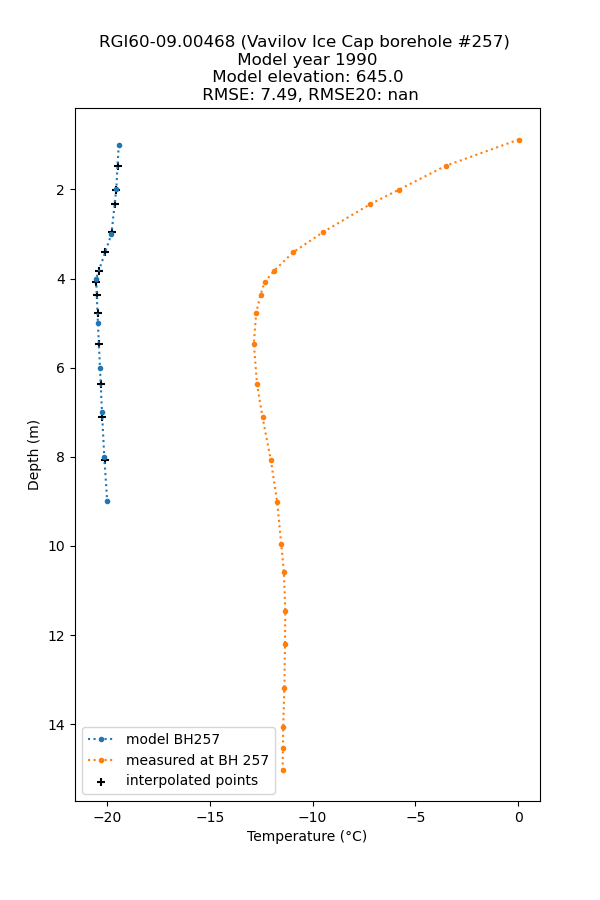 RGI60-09.00468 (Vavilov Ice Cap borehole #257)
Model year 1990
Model elevation: 645.0
RMSE: 7.49, RMSE20: nan
2
4
6
8
10
12
14
Depth (m)
model BH257
measured at BH 257
interpolated points
−20
−15
−10
−5
0
Temperature (°C)